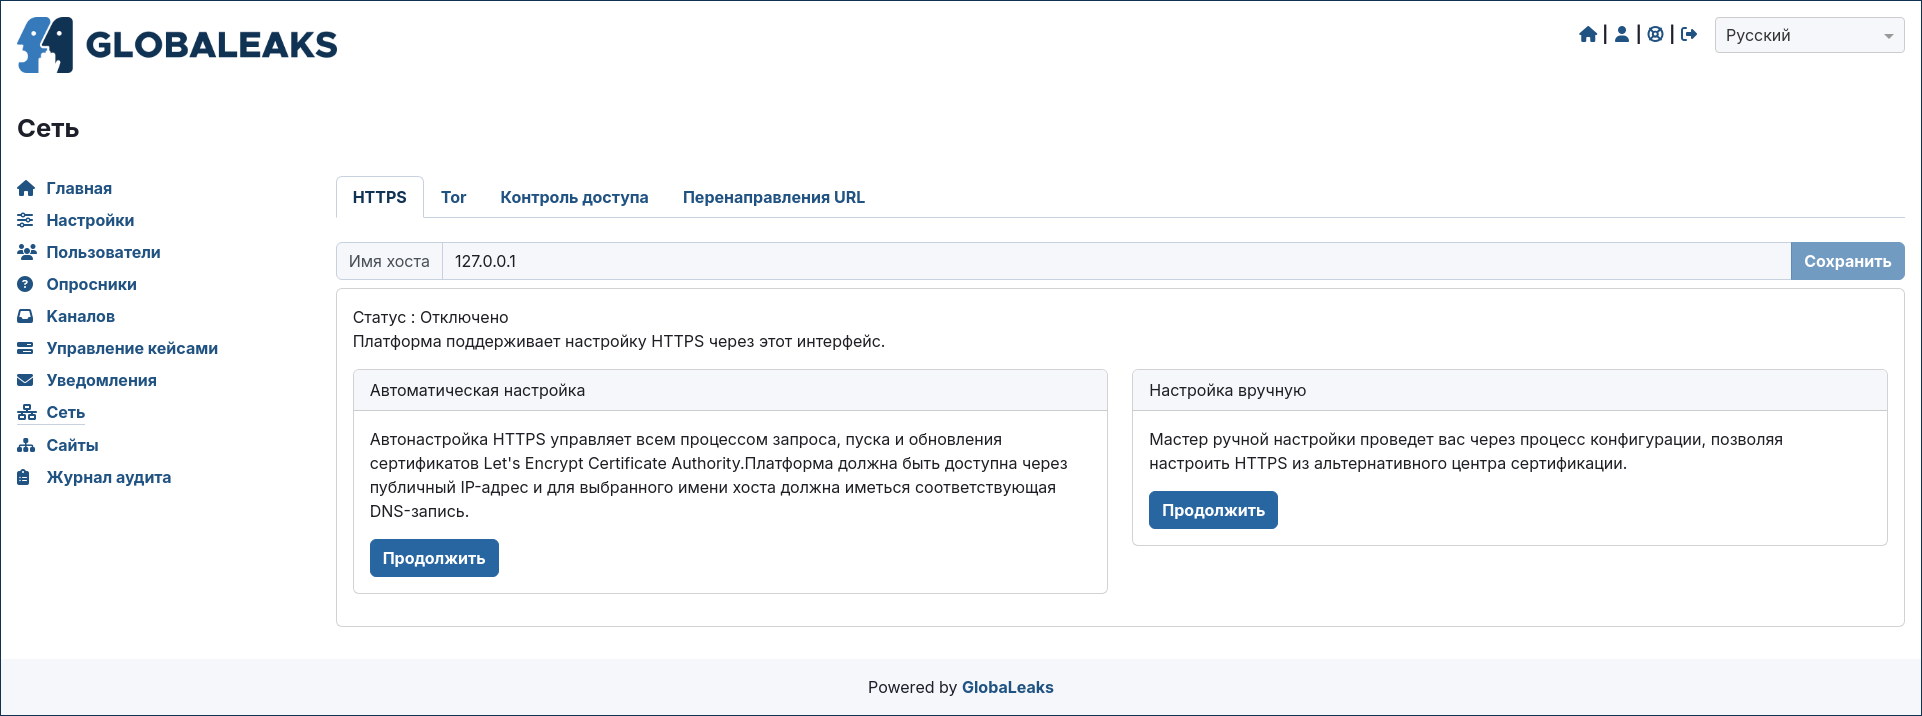 GLOBALEAKS
Русский
Сеть
Главная
Настройки
Пользователи
Опросники
Каналов
Управление кейсами
Уведомления
Сеть
Сайты
Журнал аудита
HTTPS
Tor
Контроль доступа
Перенаправления URL
Имя хоста
127.0.0.1
Сохранить
Статус : Отключено
Платформа поддерживает настройку HTTPS через этот интерфейс.
Автоматическая настройка
Автонастройка HTTPS управляет всем процессом запроса, пуска и обновления
сертификатов Let's Encrypt Certificate Authority.Платформа должна быть доступна через
публичный IP-адрес и для выбранного имени хоста должна иметься соответствующая
DNS-запись.
Продолжить
Настройка вручную
Мастер ручной настройки проведет вас через процесс конфигурации, позволяя
настроить HTTPS из альтернативного центра сертификации.
Продолжить
Powered by GlobaLeaks